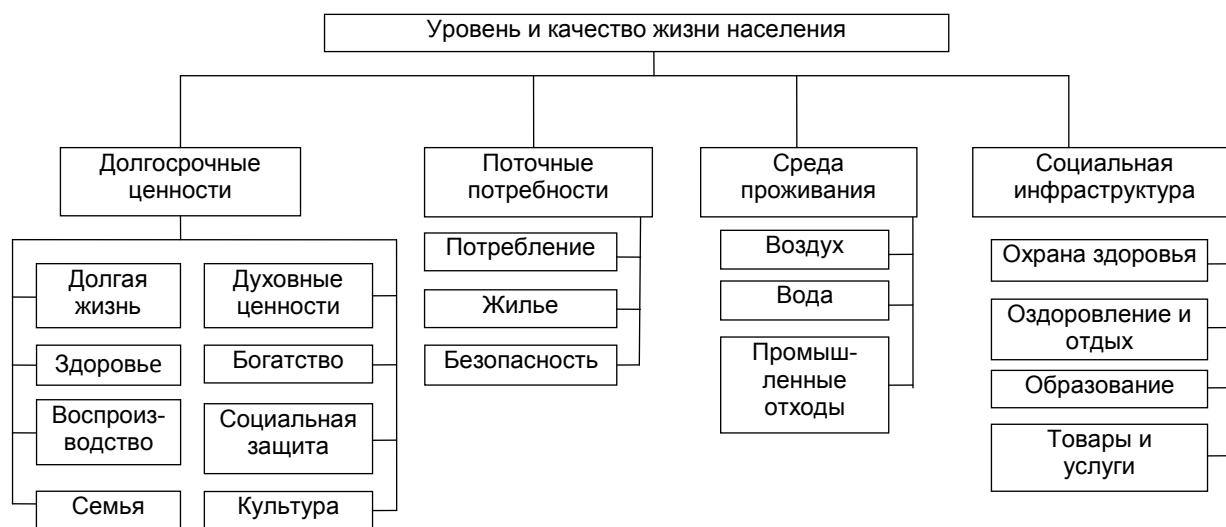 Уровень и качество жизни населения
Долгосрочные
ценности
Поточные
потребности
Среда
проживания
Социальная
инфраструктура
Долгая
жизнь
Здоровье
Воспроиз-
водство
Семья
Духовные
ценности
Богатство
Социальная
защита
Культура
Потребление
Жилье
Безопасность
Воздух
Вода
Промыш-
ленные
отходы
Охрана здоровья
Оздоровление и
отдых
Образование
Товары и
услуги